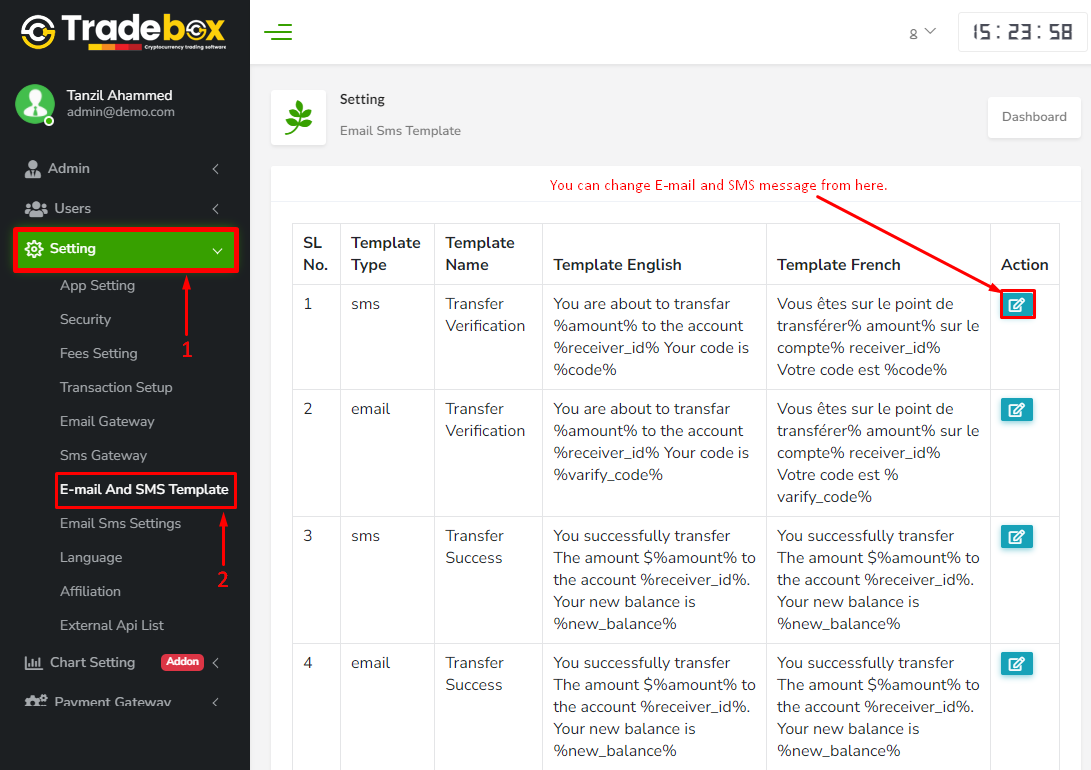 Tradebox
Cryptocurrency trading software
15:23:58
Tanzil Ahammed
admin@demo.com
Admin
Users
Setting
App Setting
1
Security
Fees Setting
Transaction Setup
Email Gateway
Sms Gateway
E-mail And SMS Template
Email Sms Settings
2
Language
Affiliation
External Api List
Chart Setting Addon
Payment Gateway
Setting
Email Sms Template
Dashboard
You can change E-mail and SMS message from here.
SL No.
Template Type
Template Name
Template English
Template French
Action
1
sms
Transfer
Verification
You are about to transfar
%amount% to the account
%receiver_id% Your code is
%code%
Vous êtes sur le point de
transférer% amount% sur le
compte% receiver_id%
Votre code est %code%
2
email
Transfer
Verification
You are about to transfar
%amount% to the account
%receiver_id% Your code is
%varify_code%
Vous êtes sur le point de
transférer% amount% sur le
compte% receiver_id%
Votre code est %
varify_code%
3
sms
Transfer
Success
You successfully transfer
The amount $%amount% to
the account %receiver_id%.
Your new balance is
%new_balance%
You successfully transfer
The amount $%amount% to
the account %receiver_id%.
Your new balance is
%new_balance%
4
email
Transfer
Success
You successfully transfer
The amount $%amount% to
the account %receiver_id%.
Your new balance is
%new_balance%
You successfully transfer
The amount $%amount% to
the account %receiver_id%.
Your new balance is
%new_balance%